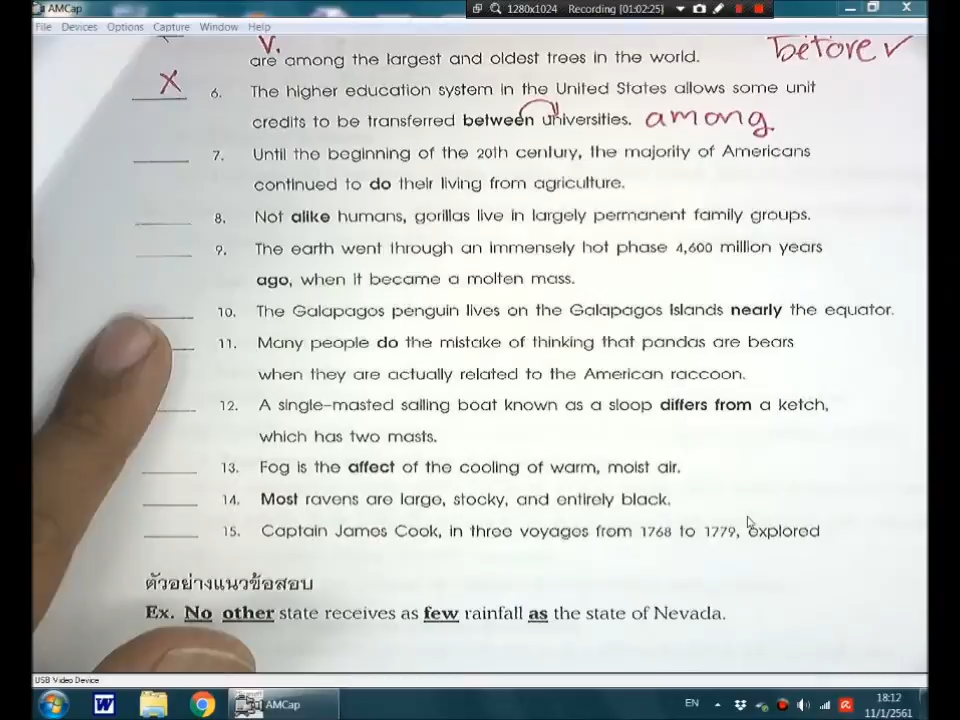 AMCap
1280x1024 Recording [01:02:25]
File Devices Options Capture Window Help
v.
before ✓
are among the largest and oldest trees in the world.
X
6. The higher education system in the United States allows some unit
credits to be transferred between universities. among
7. Until the beginning of the 20th century, the majority of Americans
continued to do their living from agriculture.
8. Not alike humans, gorillas live in largely permanent family groups.
9. The earth went through an immensely hot phase 4,600 million years
ago, when it became a molten mass.
10. The Galapagos penguin lives on the Galapagos Islands nearly the equator.
11. Many people do the mistake of thinking that pandas are bears
when they are actually related to the American raccoon.
12. A single-masted sailing boat known as a sloop differs from a ketch,
which has two masts.
13. Fog is the affect of the cooling of warm, moist air.
14. Most ravens are large, stocky, and entirely black.
15. Captain James Cook, in three voyages from 1768 to 1779, explored
ตัวอย่างแนวข้อสอบ
Ex. No other state receives as few rainfall as the state of Nevada.
USB Video Device
AMCap
EN
18:12
11/1/2561